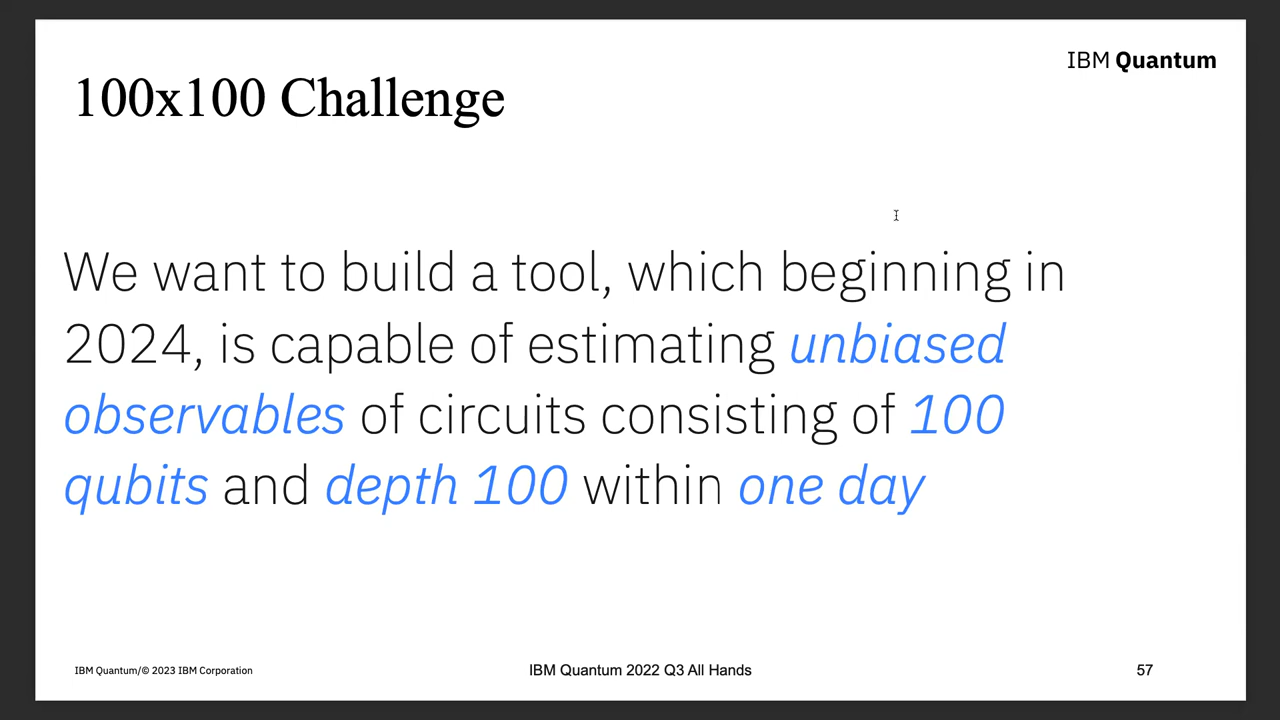 IBM Quantum
100x100 Challenge
We want to build a tool, which beginning in
2024, is capable of estimating unbiased
observables of circuits consisting of 100
qubits and depth 100 within one day
IBM Quantum/© 2023 IBM Corporation
IBM Quantum 2022 Q3 All Hands
57